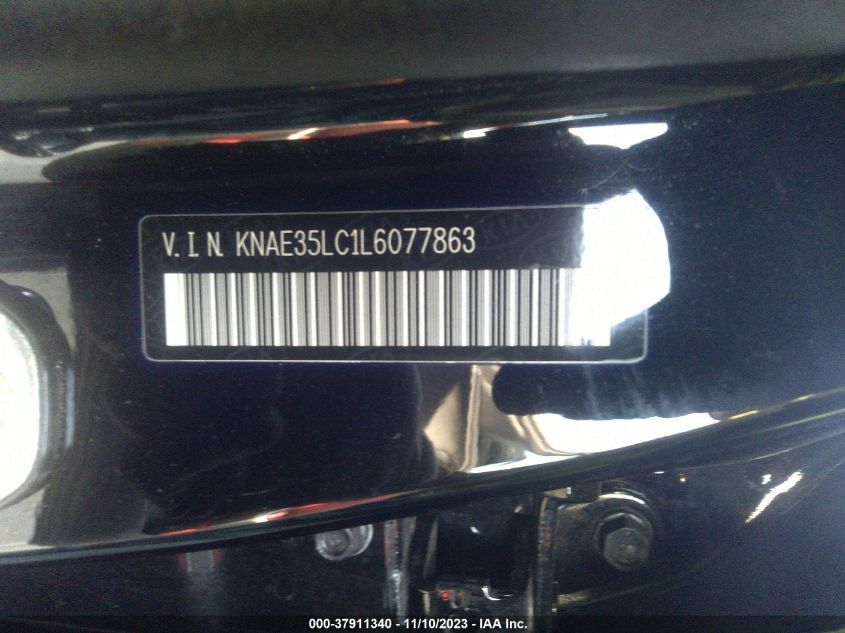 V.I.N. KNAE35LC1L6077863
000-37911340 - 11/10/2023 - IAA Inc.